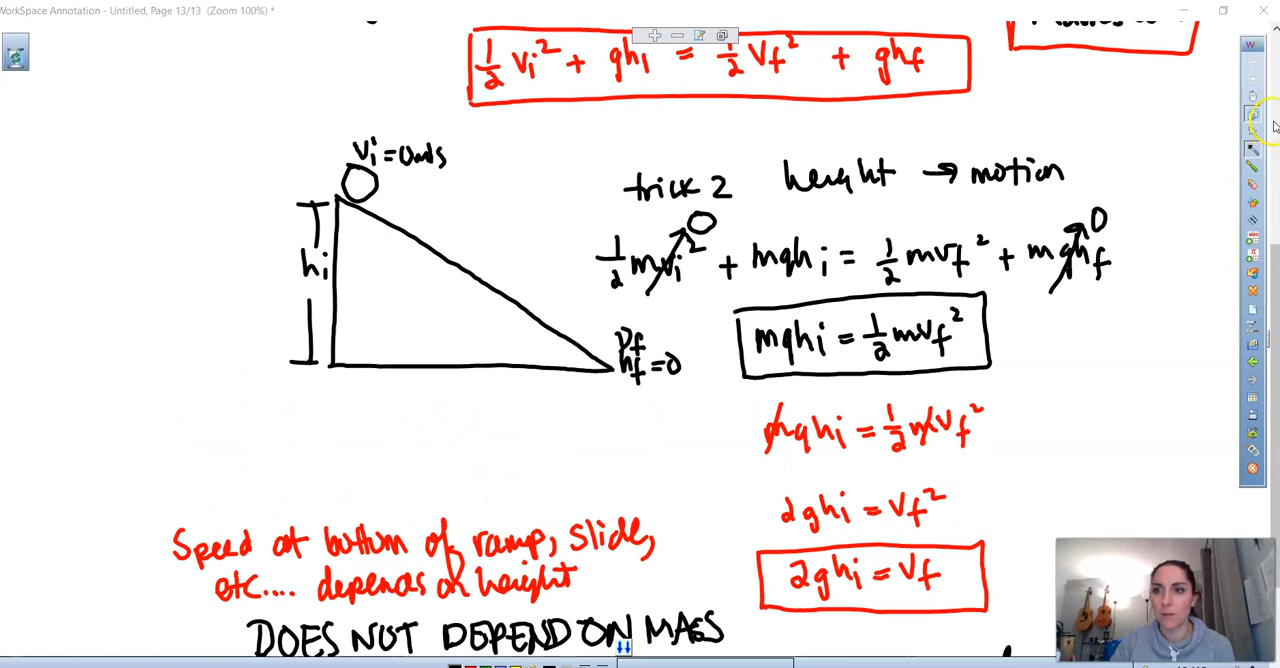 WorkSpace Annotation - Untitled, Page 13/13 (Zoom 100%) *
½ vi² + ghi = ½ vf² + ghf
vi = 0m/s
trick 2 height → motion
0 0
½ mvi² + mghi = ½ mvf² + mghf
hi
mghi = ½ mvf²
vf
hf = 0
mghi = ½ mvf²
2ghi = vf²
Speed at bottom of ramp, slide,
etc.... depends on height
2ghi = vf
DOES NOT DEPEND ON MASS